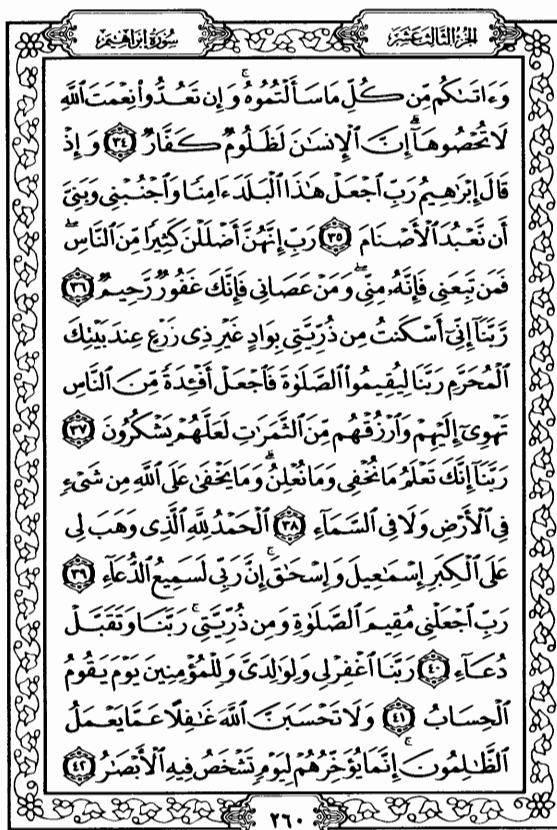 الجزء الثالث عشر
سورة إبراهيم
وَءَاتَىٰكُم مِّن كُلِّ مَا سَأَلْتُمُوهُ ۚ وَإِن تَعُدُّوا۟ نِعْمَتَ ٱللَّهِ
لَا تُحْصُوهَآ ۗ إِنَّ ٱلْإِنسَـٰنَ لَظَلُومٌ كَفَّارٌ ٣٤ وَإِذْ
قَالَ إِبْرَٰهِيمُ رَبِّ ٱجْعَلْ هَـٰذَا ٱلْبَلَدَ ءَامِنًا وَٱجْنُبْنِى وَبَنِىَّ
أَن نَّعْبُدَ ٱلْأَصْنَامَ ٣٥ رَبِّ إِنَّهُنَّ أَضْلَلْنَ كَثِيرًا مِّنَ ٱلنَّاسِ ۖ
فَمَن تَبِعَنِى فَإِنَّهُۥ مِنِّى ۖ وَمَنْ عَصَانِى فَإِنَّكَ غَفُورٌ رَّحِيمٌ ٣٦
رَّبَّنَآ إِنِّىٓ أَسْكَنتُ مِن ذُرِّيَّتِى بِوَادٍ غَيْرِ ذِى زَرْعٍ عِندَ بَيْتِكَ
ٱلْمُحَرَّمِ رَبَّنَا لِيُقِيمُوا۟ ٱلصَّلَوٰةَ فَٱجْعَلْ أَفْـِٔدَةً مِّنَ ٱلنَّاسِ
تَهْوِىٓ إِلَيْهِمْ وَٱرْزُقْهُم مِّنَ ٱلثَّمَرَٰتِ لَعَلَّهُمْ يَشْكُرُونَ ٣٧
رَبَّنَآ إِنَّكَ تَعْلَمُ مَا نُخْفِى وَمَا نُعْلِنُ ۗ وَمَا يَخْفَىٰ عَلَى ٱللَّهِ مِن شَىْءٍ
فِى ٱلْأَرْضِ وَلَا فِى ٱلسَّمَآءِ ٣٨ ٱلْحَمْدُ لِلَّهِ ٱلَّذِى وَهَبَ لِى
عَلَى ٱلْكِبَرِ إِسْمَـٰعِيلَ وَإِسْحَـٰقَ ۚ إِنَّ رَبِّى لَسَمِيعُ ٱلدُّعَآءِ ٣٩
رَبِّ ٱجْعَلْنِى مُقِيمَ ٱلصَّلَوٰةِ وَمِن ذُرِّيَّتِى ۚ رَبَّنَا وَتَقَبَّلْ
دُعَآءِ ٤٠ رَبَّنَا ٱغْفِرْ لِى وَلِوَٰلِدَىَّ وَلِلْمُؤْمِنِينَ يَوْمَ يَقُومُ
ٱلْحِسَابُ ٤١ وَلَا تَحْسَبَنَّ ٱللَّهَ غَـٰفِلًا عَمَّا يَعْمَلُ
ٱلظَّـٰلِمُونَ ۚ إِنَّمَا يُؤَخِّرُهُمْ لِيَوْمٍ تَشْخَصُ فِيهِ ٱلْأَبْصَـٰرُ ٤٢
٢٦٠